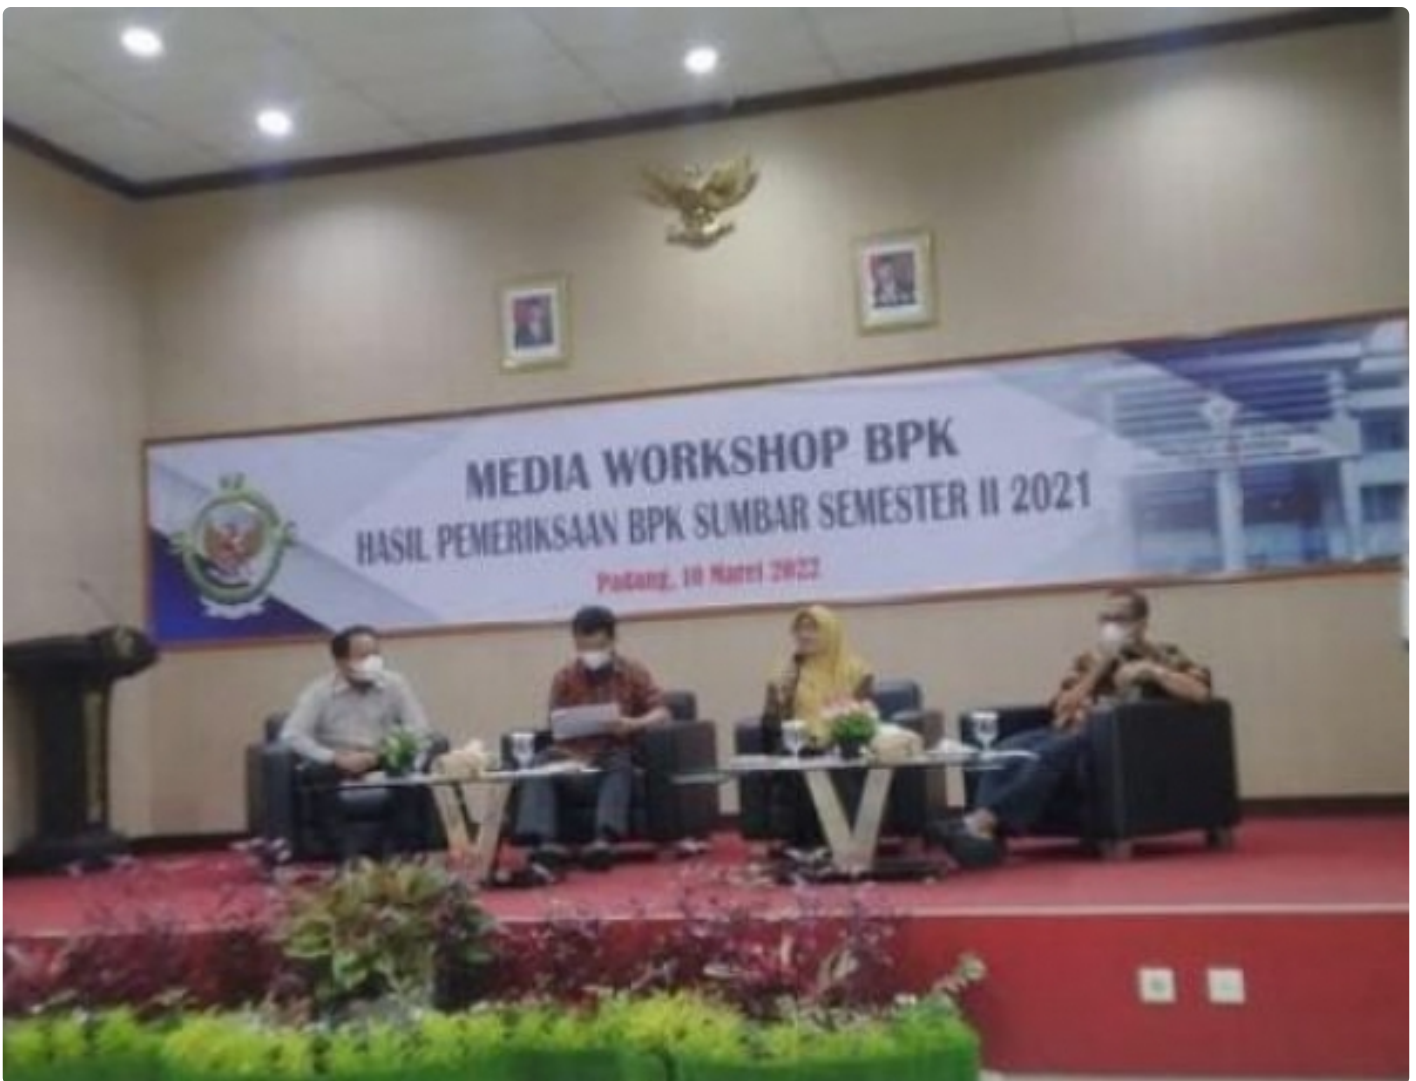 MEDIA WORKSHOP BPK
HASIL PEMERIKSAAN BPK SUMBAR SEMESTER II 2021
Padang, 10 Maret 2022